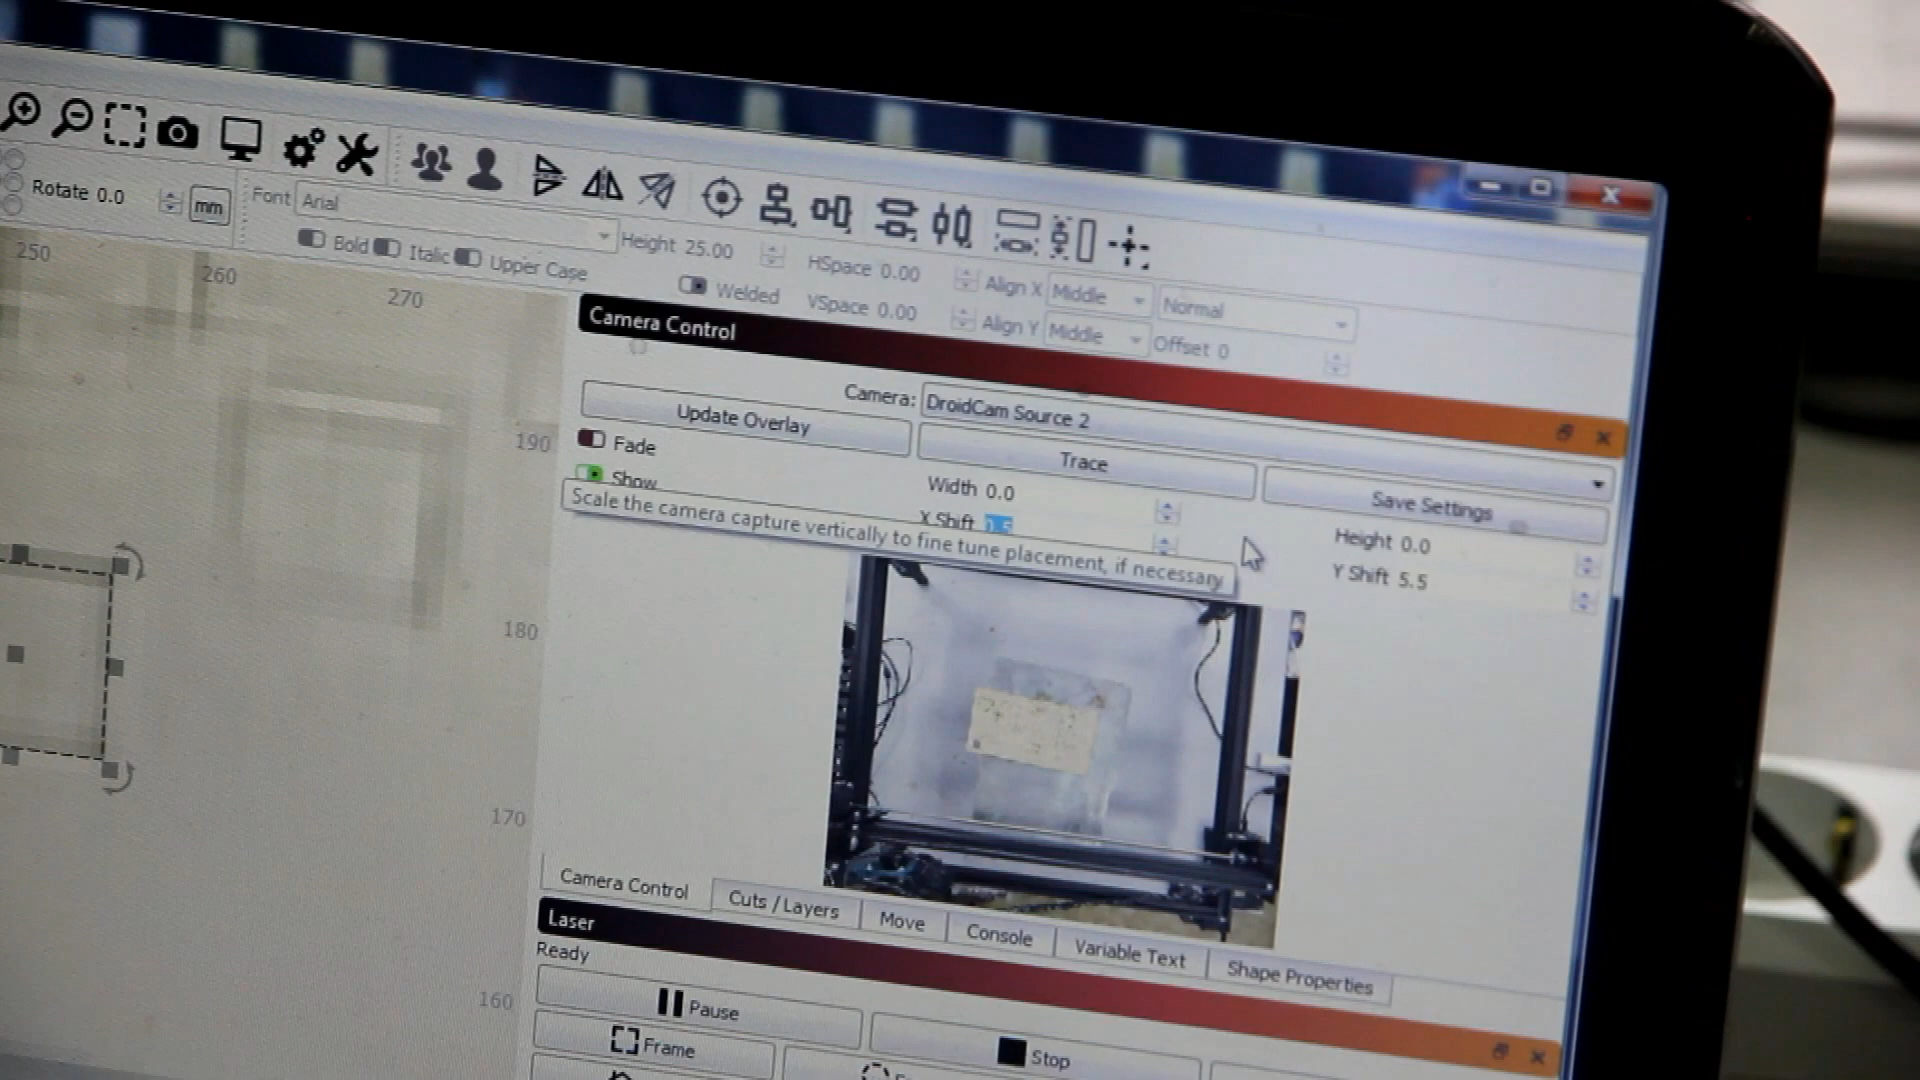 Rotate 0.0
mm
Font Arial
Bold Italic Upper Case
Height 25.00
Welded
HSpace 0.00
VSpace 0.00
Align X Middle
Align Y Middle
Normal
Offset 0
250
260
270
190
180
170
160
Camera Control
Camera: DroidCam Source 2
Update Overlay
Trace
Save Settings
Fade
Show
Width 0.0
Height 0.0
X Shift
Y Shift 5.5
Scale the camera capture vertically to fine tune placement, if necessary
Camera Control
Cuts / Layers
Move
Console
Variable Text
Shape Properties
Laser
Ready
Pause
Stop
Frame